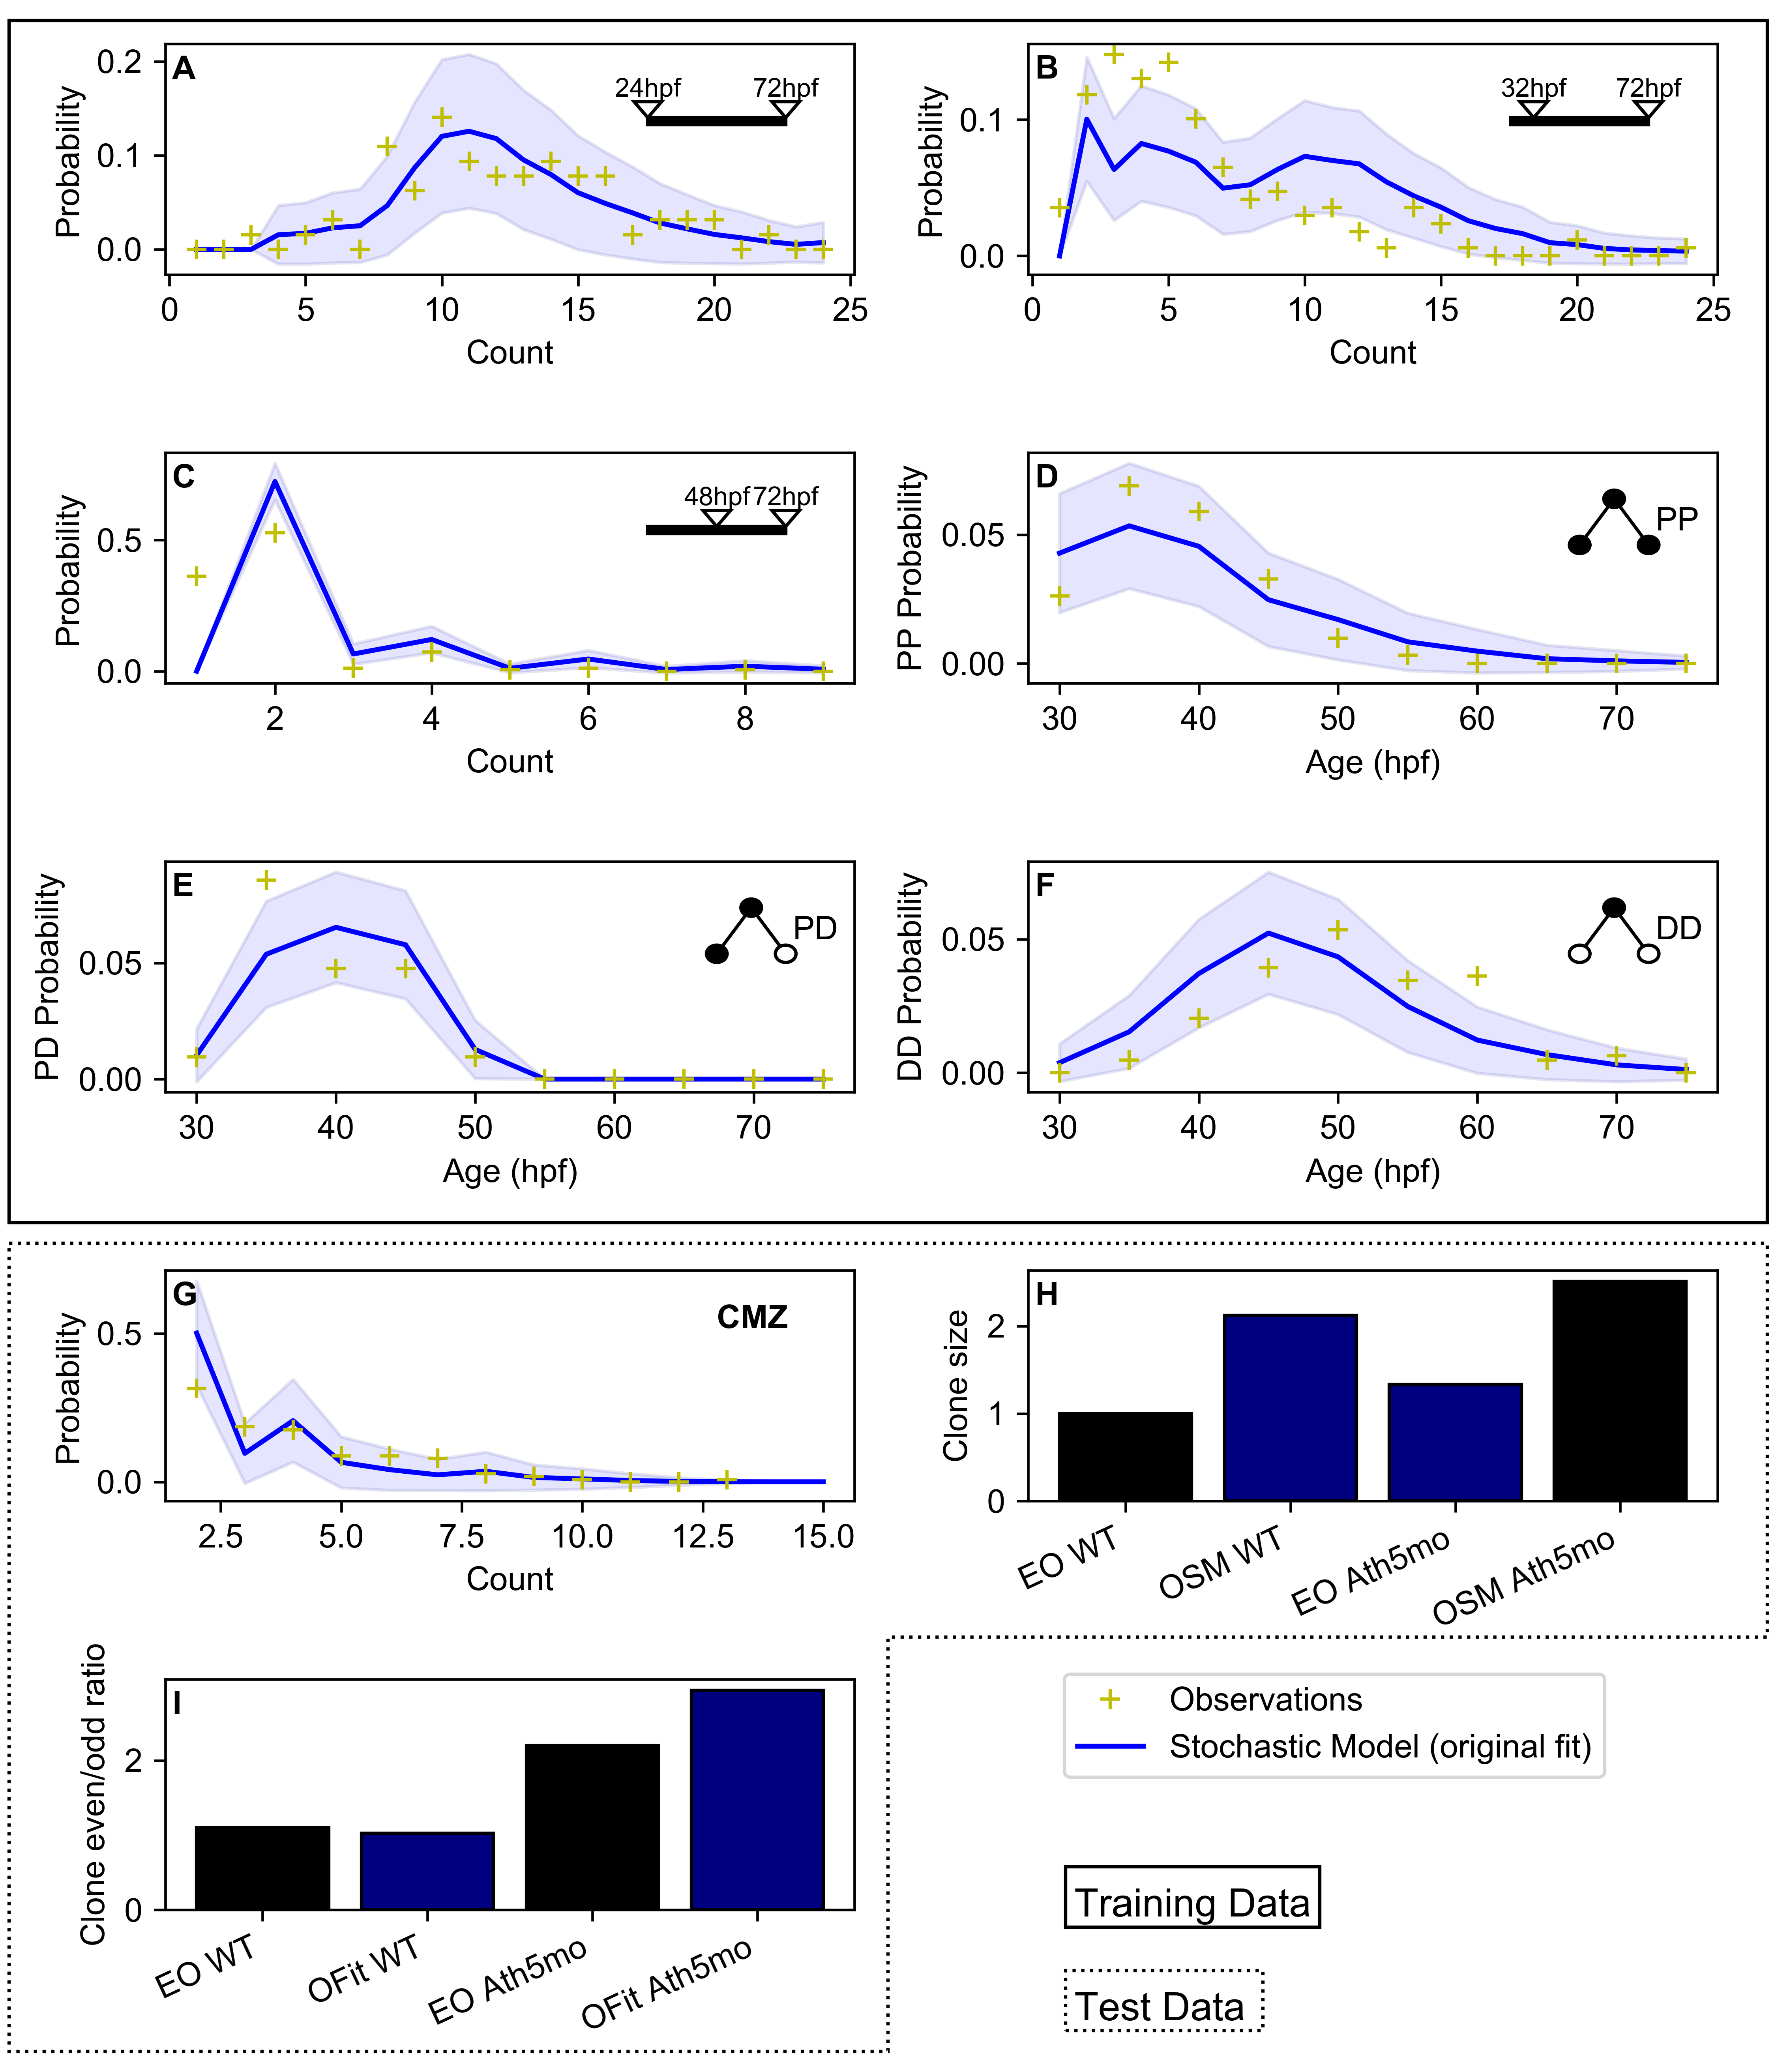 A
24hpf 72hpf
0.2
0.1
0.0
Probability
0 5 10 15 20 25
Count
B
32hpf 72hpf
0.1
0.0
Probability
0 5 10 15 20 25
Count
C
48hpf 72hpf
0.5
0.0
Probability
2 4 6 8
Count
D
PP
0.05
0.00
PP Probability
30 40 50 60 70
Age (hpf)
E
PD
0.05
0.00
PD Probability
30 40 50 60 70
Age (hpf)
F
DD
0.05
0.00
DD Probability
30 40 50 60 70
Age (hpf)
G
CMZ
0.5
0.0
Probability
2.5 5.0 7.5 10.0 12.5 15.0
Count
H
2
1
0
Clone size
EO WT
OSM WT
EO Ath5mo
OSM Ath5mo
I
2
0
Clone even/odd ratio
EO WT
OFit WT
EO Ath5mo
OFit Ath5mo
Observations
Stochastic Model (original fit)
Training Data
Test Data